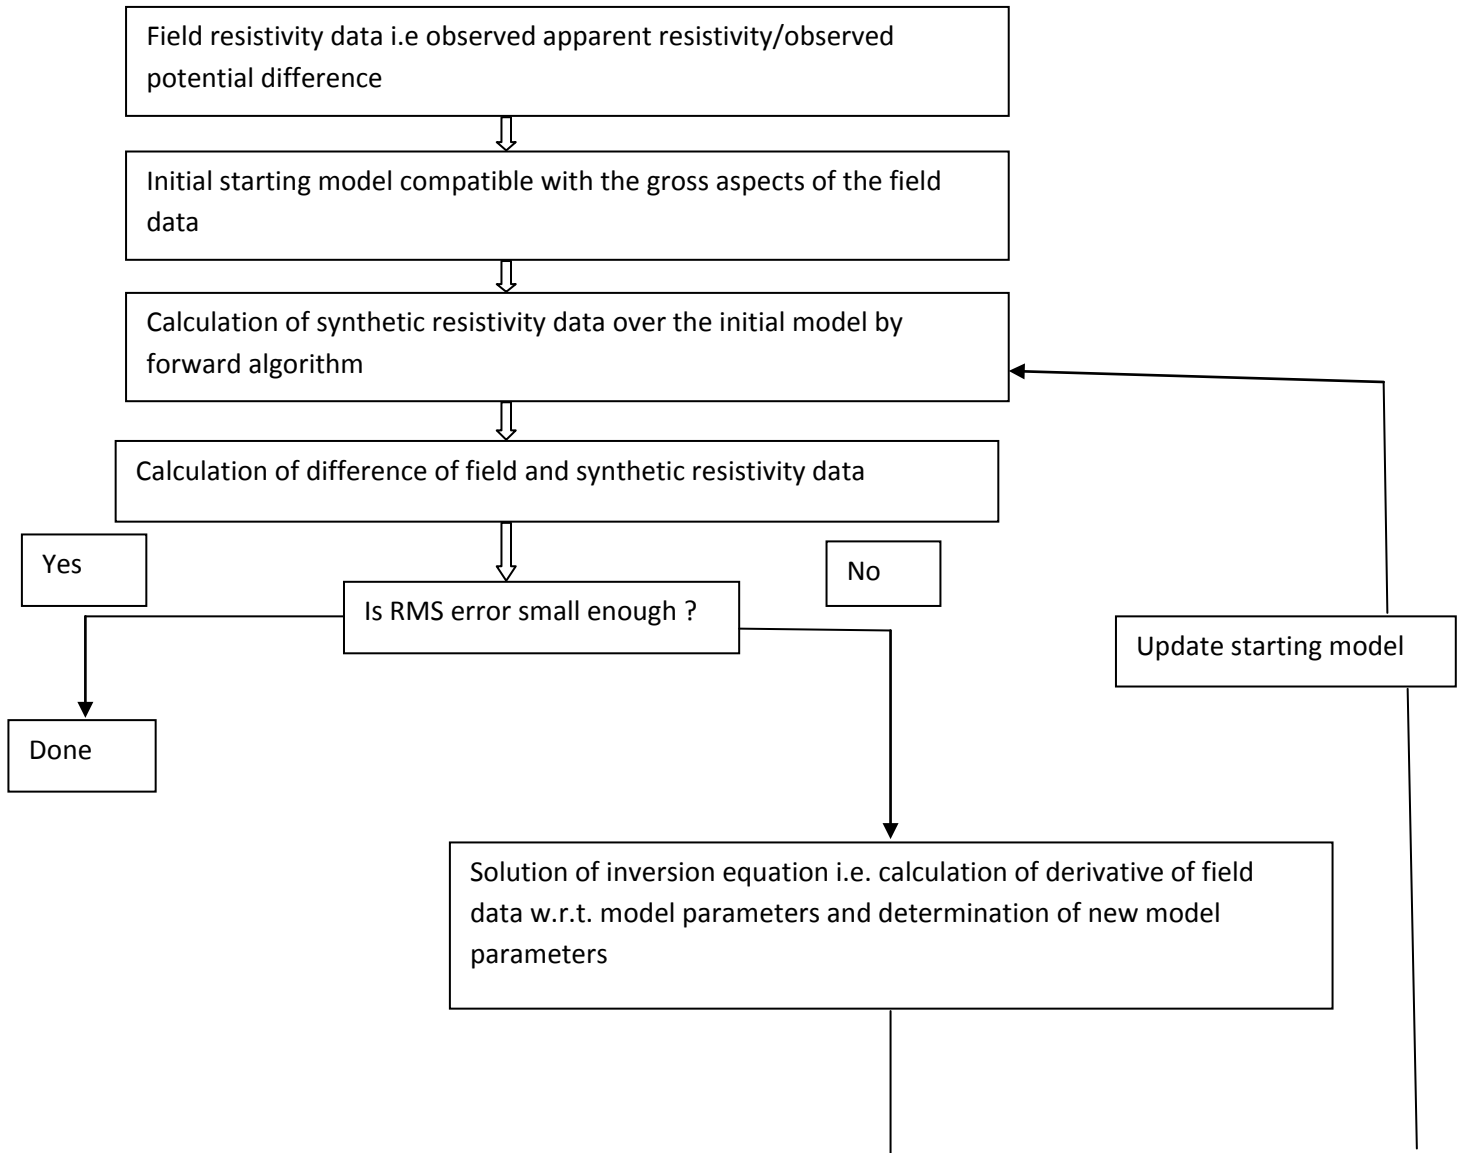 Field resistivity data i.e observed apparent resistivity/observed
potential difference
Initial starting model compatible with the gross aspects of the field
data
Calculation of synthetic resistivity data over the initial model by
forward algorithm
Calculation of difference of field and synthetic resistivity data
Yes
No
Is RMS error small enough ?
Update starting model
Done
Solution of inversion equation i.e. calculation of derivative of field
data w.r.t. model parameters and determination of new model
parameters